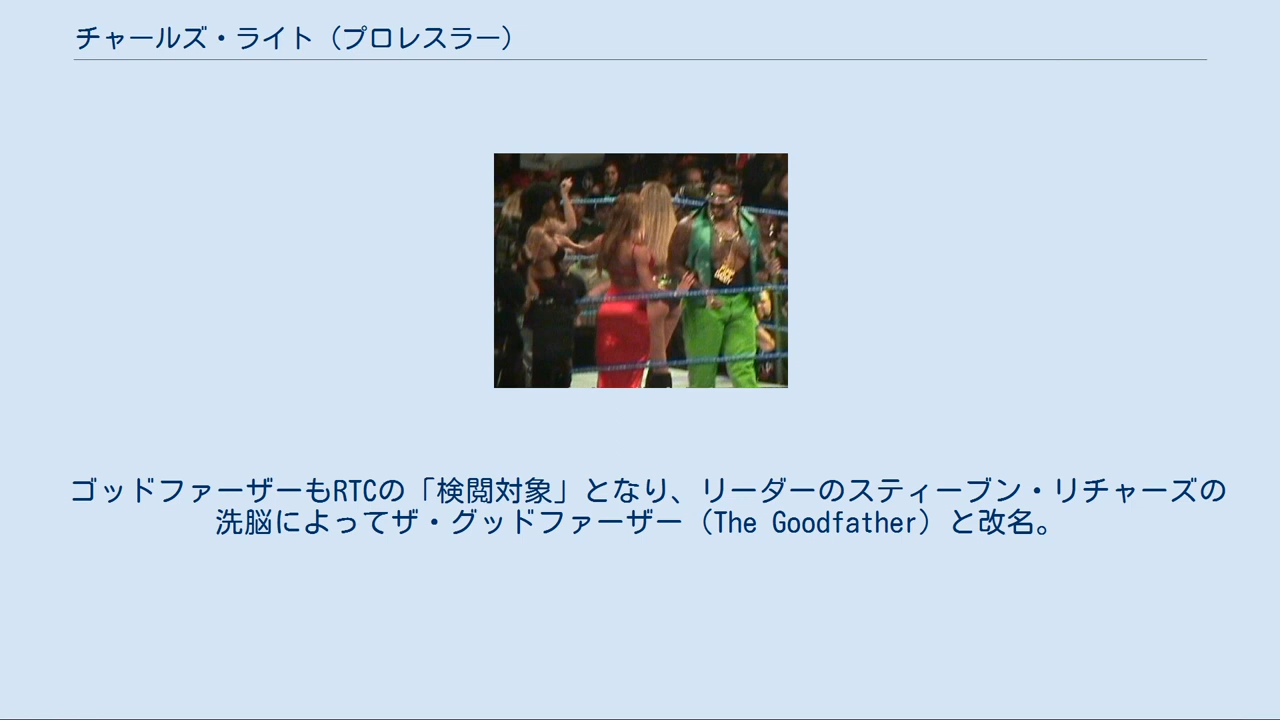 チャールズ・ライト（プロレスラー）
ゴッドファーザーもRTCの「検閲対象」となり、リーダーのスティーブン・リチャーズの
洗脳によってザ・グッドファーザー（The Goodfather）と改名。